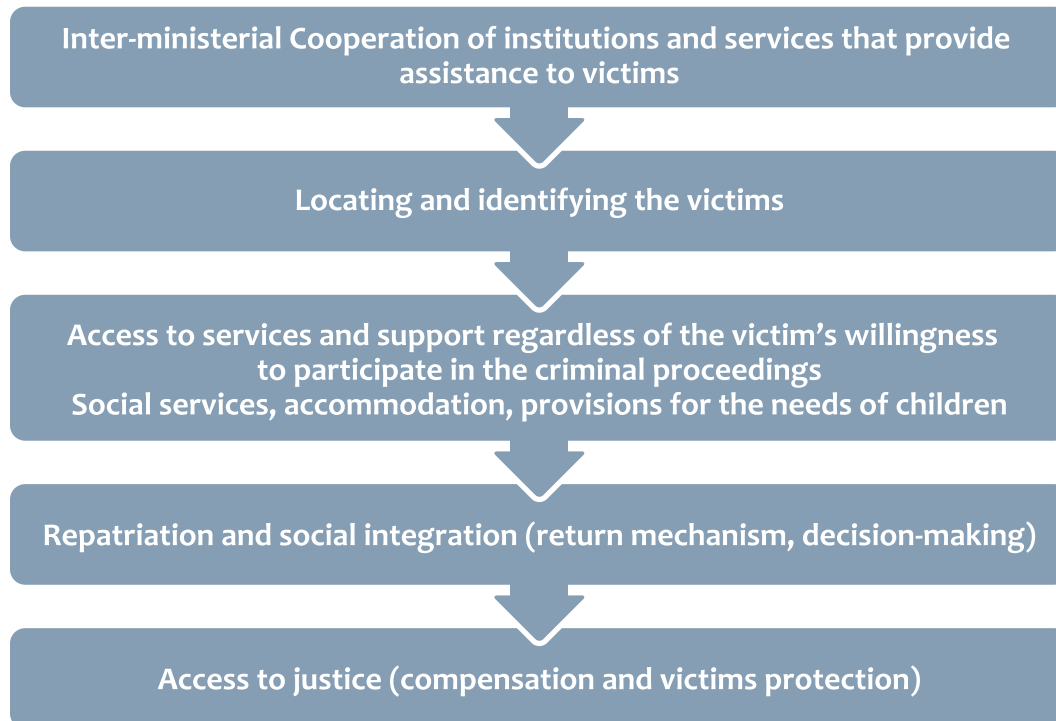 Inter-ministerial Cooperation of institutions and services that provide
assistance to victims
Locating and identifying the victims
Access to services and support regardless of the victim’s willingness
to participate in the criminal proceedings
Social services, accommodation, provisions for the needs of children
Repatriation and social integration (return mechanism, decision-making)
Access to justice (compensation and victims protection)